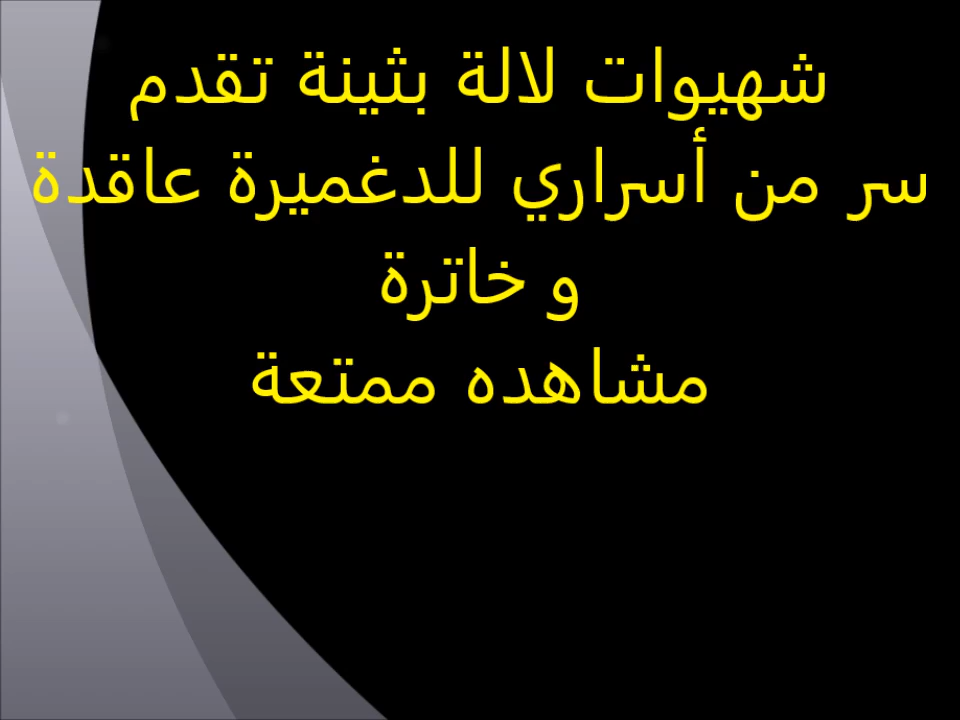 شهيوات لالة بثينة تقدم
سر من أسراري للدغميرة عاقدة
و خاترة
مشاهده ممتعة